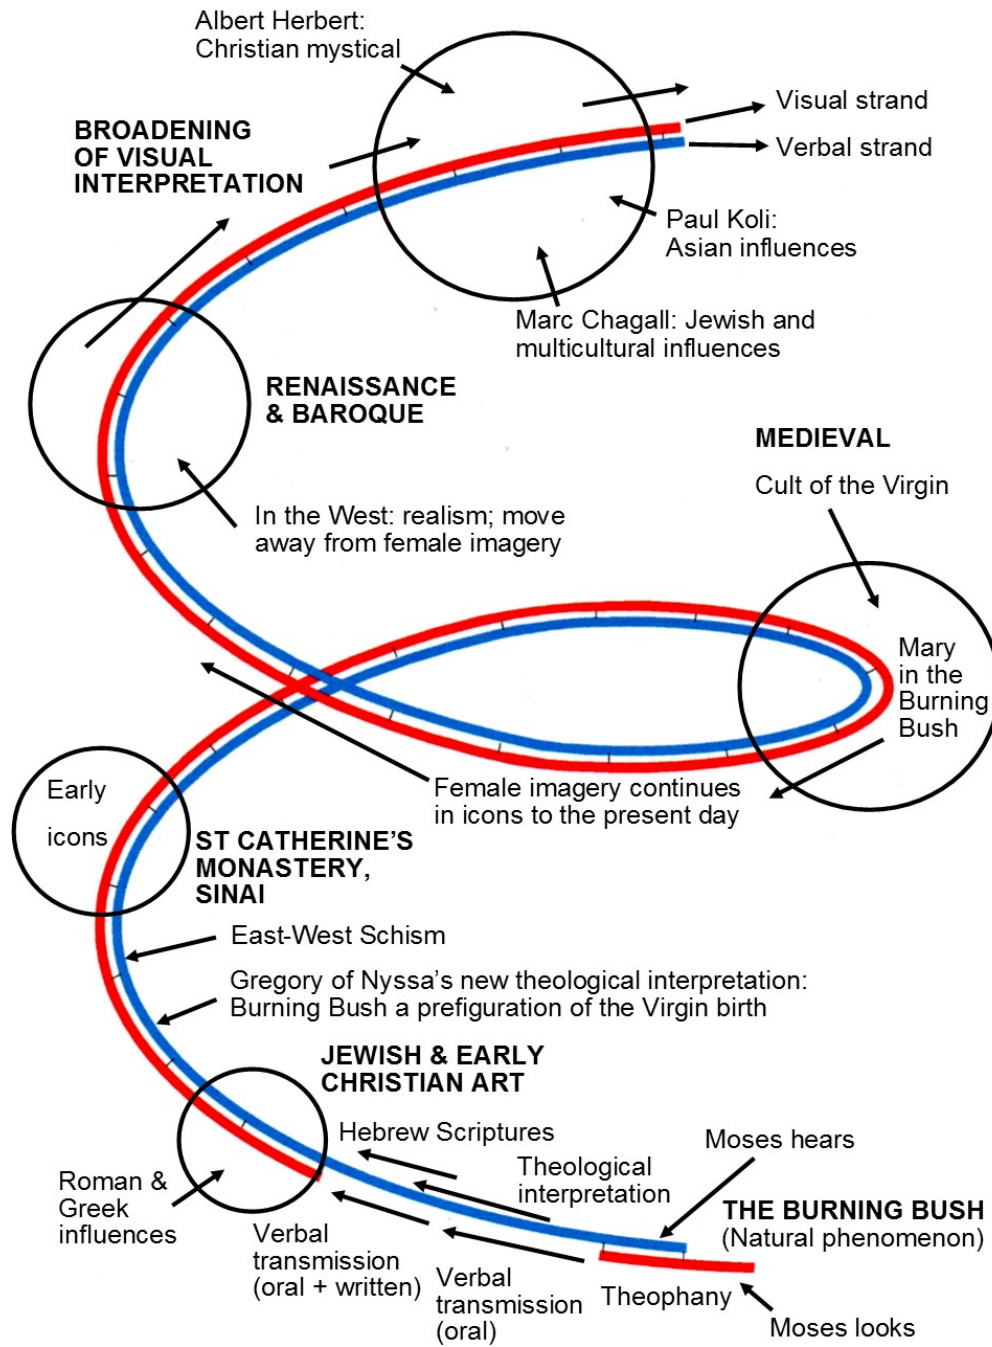 Albert Herbert:
Christian mystical
Visual strand
BROADENING
OF VISUAL
INTERPRETATION
Verbal strand
Paul Koli:
Asian influences
Marc Chagall: Jewish and
multicultural influences
RENAISSANCE
& BAROQUE
MEDIEVAL
Cult of the Virgin
In the West: realism; move
away from female imagery
Mary
in the
Burning
Bush
Female imagery continues
in icons to the present day
Early
icons
ST CATHERINE’S
MONASTERY,
SINAI
East-West Schism
Gregory of Nyssa’s new theological interpretation:
Burning Bush a prefiguration of the Virgin birth
JEWISH & EARLY
CHRISTIAN ART
Hebrew Scriptures
Moses hears
Theological
interpretation
Roman &
Greek
influences
THE BURNING BUSH
(Natural phenomenon)
Verbal
transmission
(oral + written)
Verbal
transmission
(oral)
Theophany
Moses looks